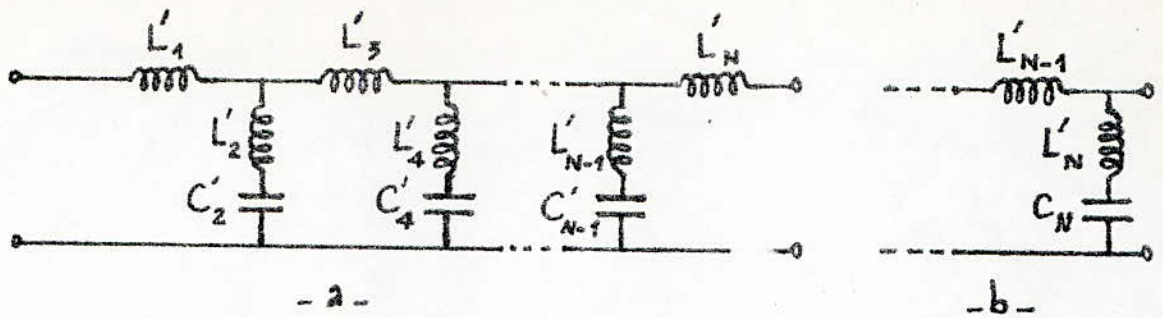 L'1 L'3 L'N L'N-1
L'2 L'4 L'N-1 L'N
C'2 C'4 C'N-1 CN
- a - - b -